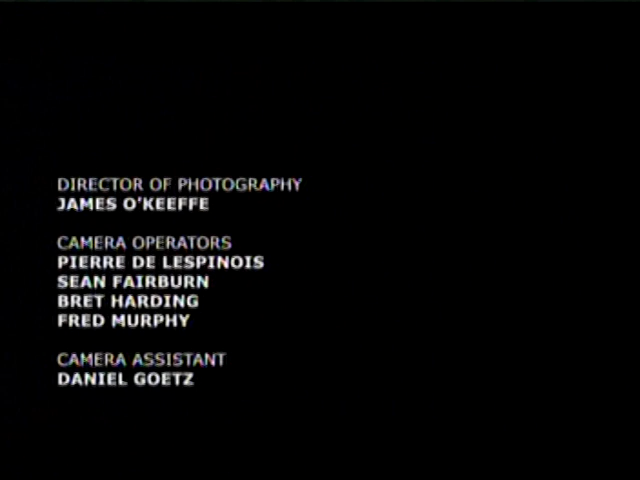 DIRECTOR OF PHOTOGRAPHY
JAMES O'KEEFFE
CAMERA OPERATORS
PIERRE DE LESPINOIS
SEAN FAIRBURN
BRET HARDING
FRED MURPHY
CAMERA ASSISTANT
DANIEL GOETZ